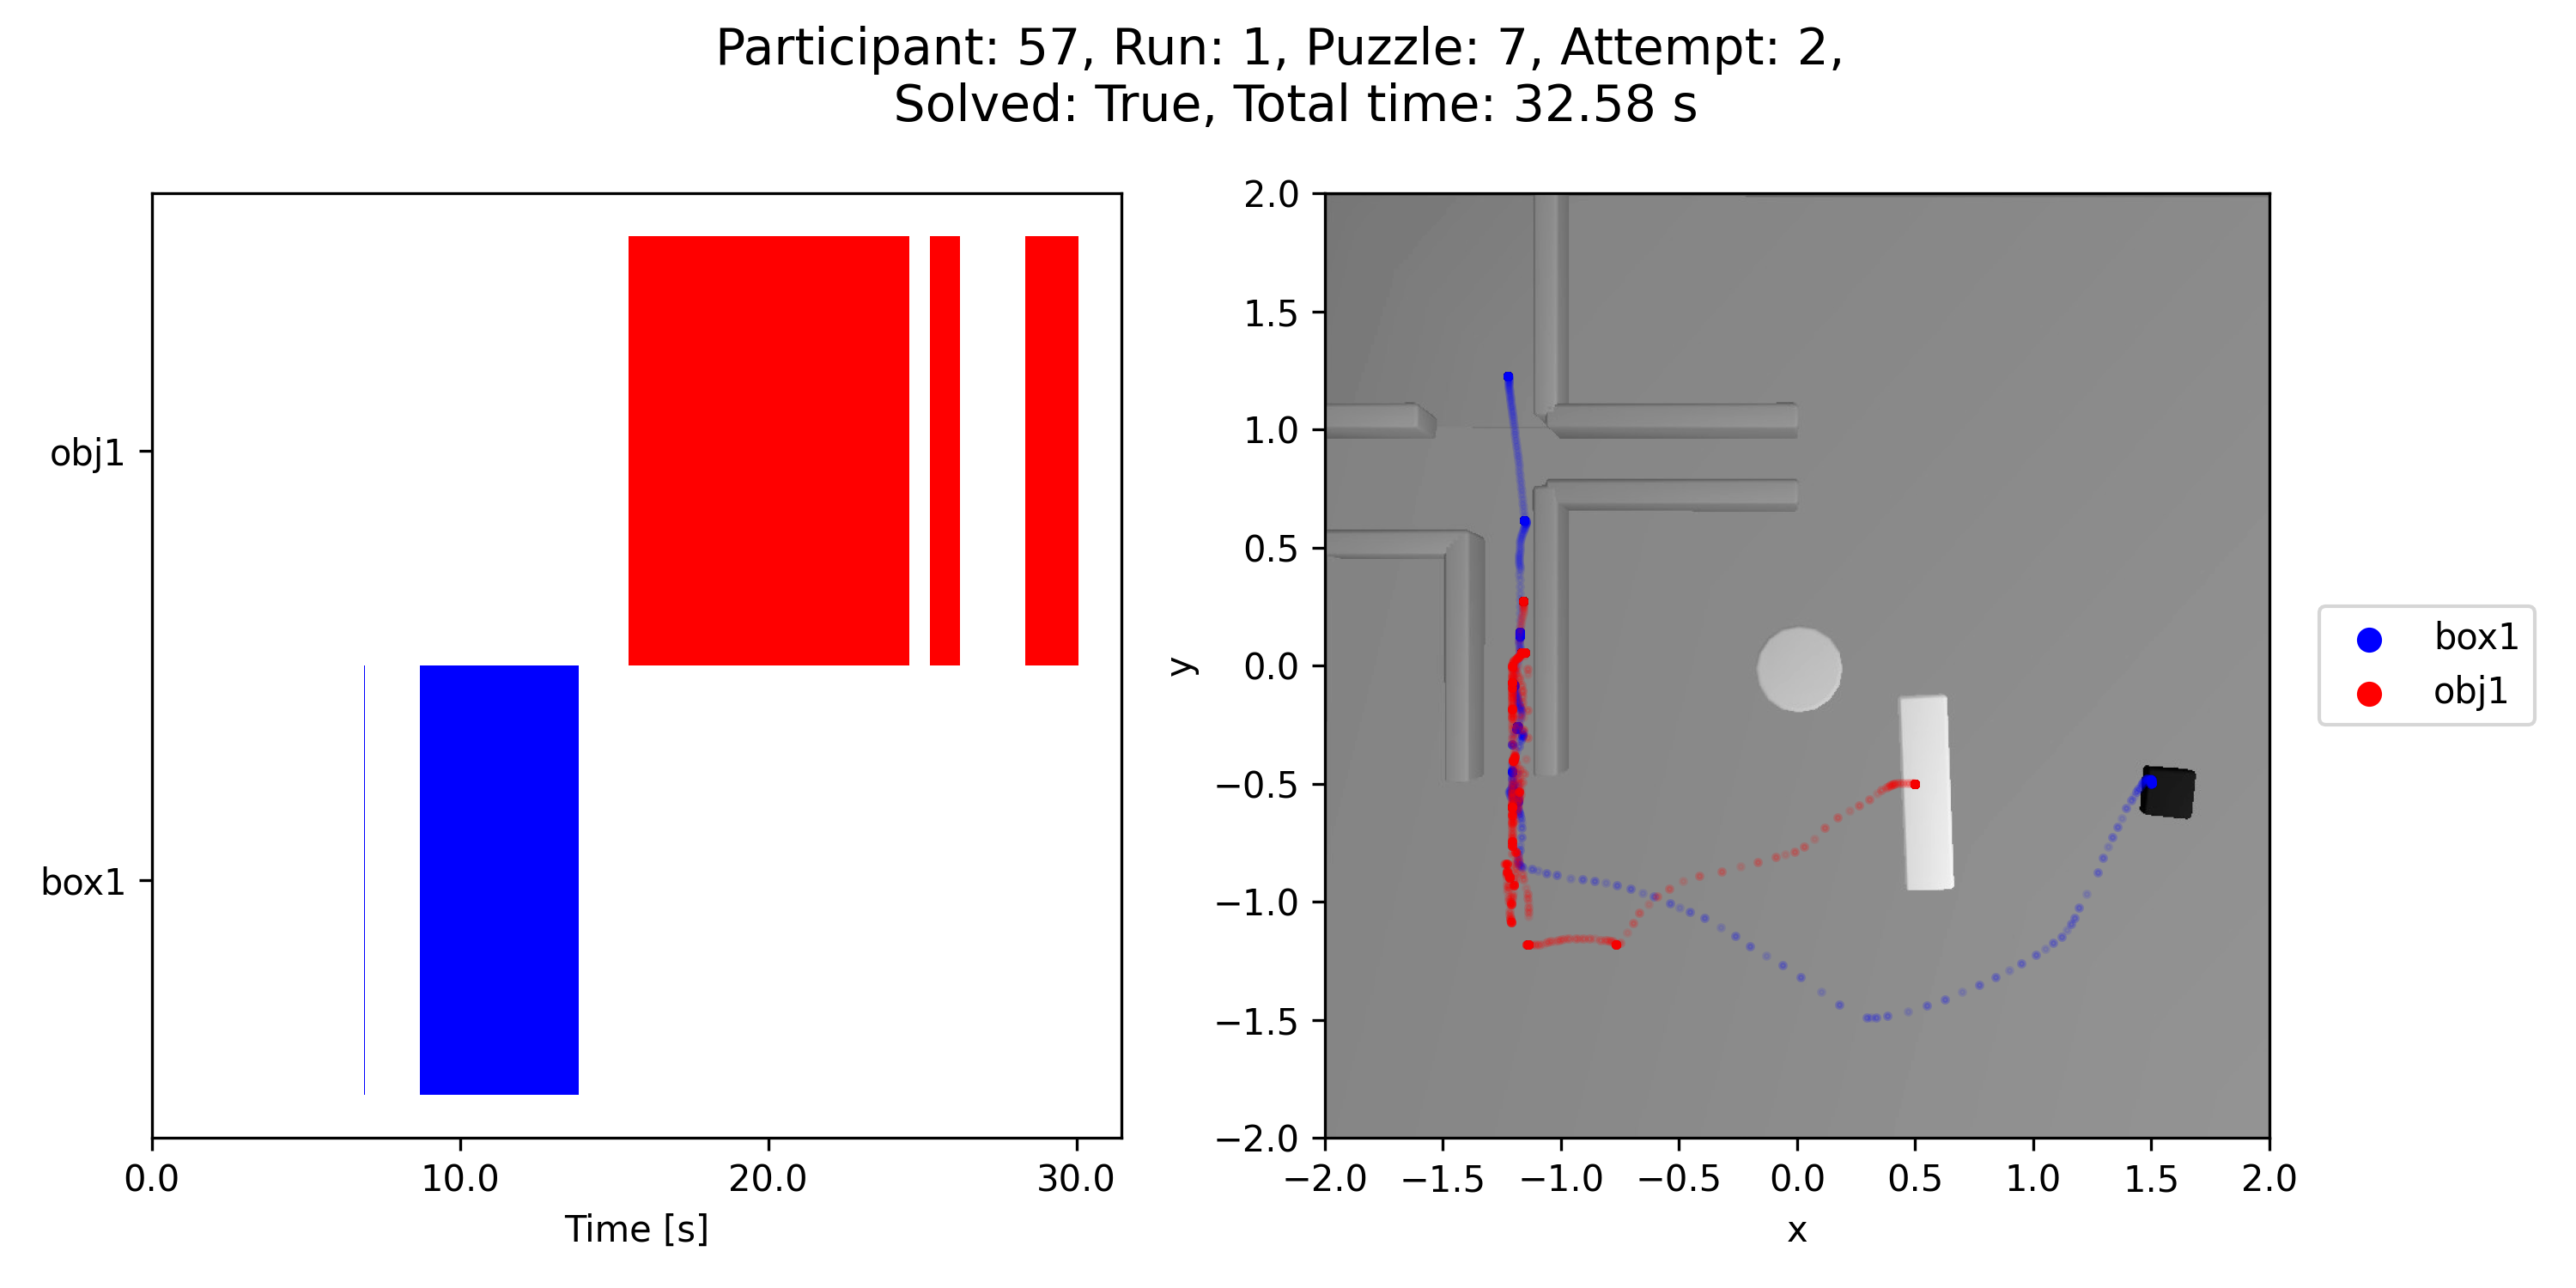 Participant: 57, Run: 1, Puzzle: 7, Attempt: 2,
Solved: True, Total time: 32.58 s
obj1
box1
0.0 10.0 20.0 30.0
Time [s]
2.0
1.5
1.0
0.5
0.0
−0.5
−1.0
−1.5
−2.0
y
−2.0 −1.5 −1.0 −0.5 0.0 0.5 1.0 1.5 2.0
x
box1
obj1